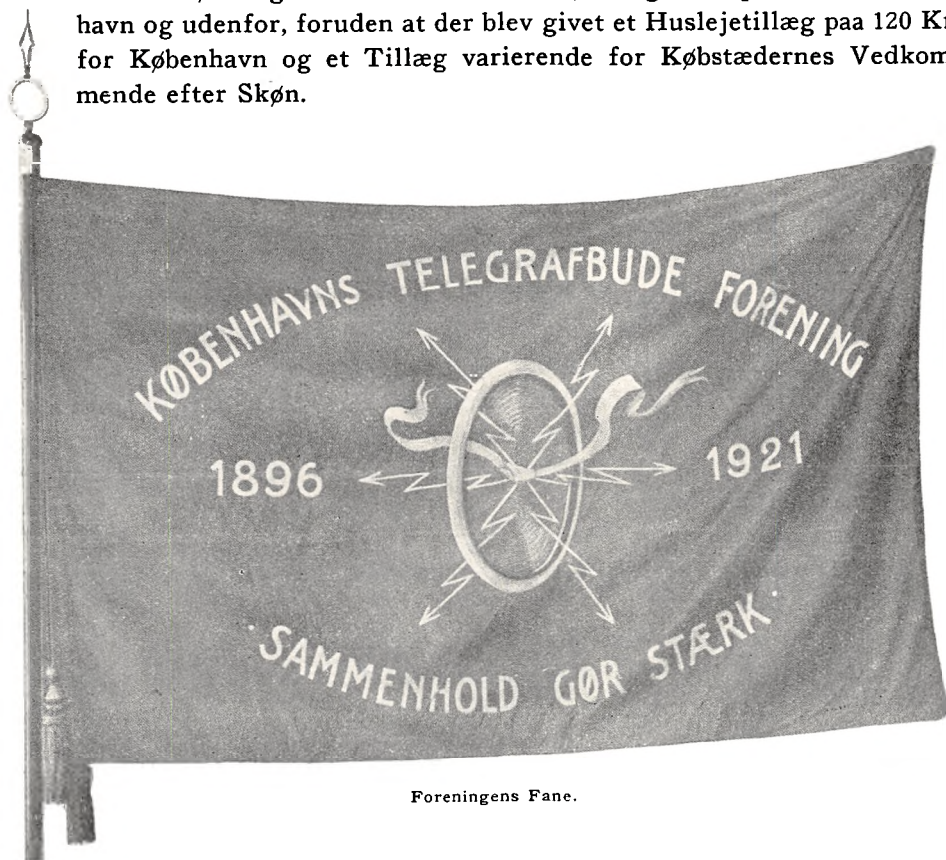 havn og udenfor, foruden at der blev givet et Huslejetillæg paa 120 Kr
for København og et Tillæg varierende for Købstædernes Vedkom
mende efter Skøn.
KØBENHAVNS TELEGRAFBUDE FORENING
1896 1921
· SAMMENHOLD GØR STÆRK ·
Foreningens Fane.